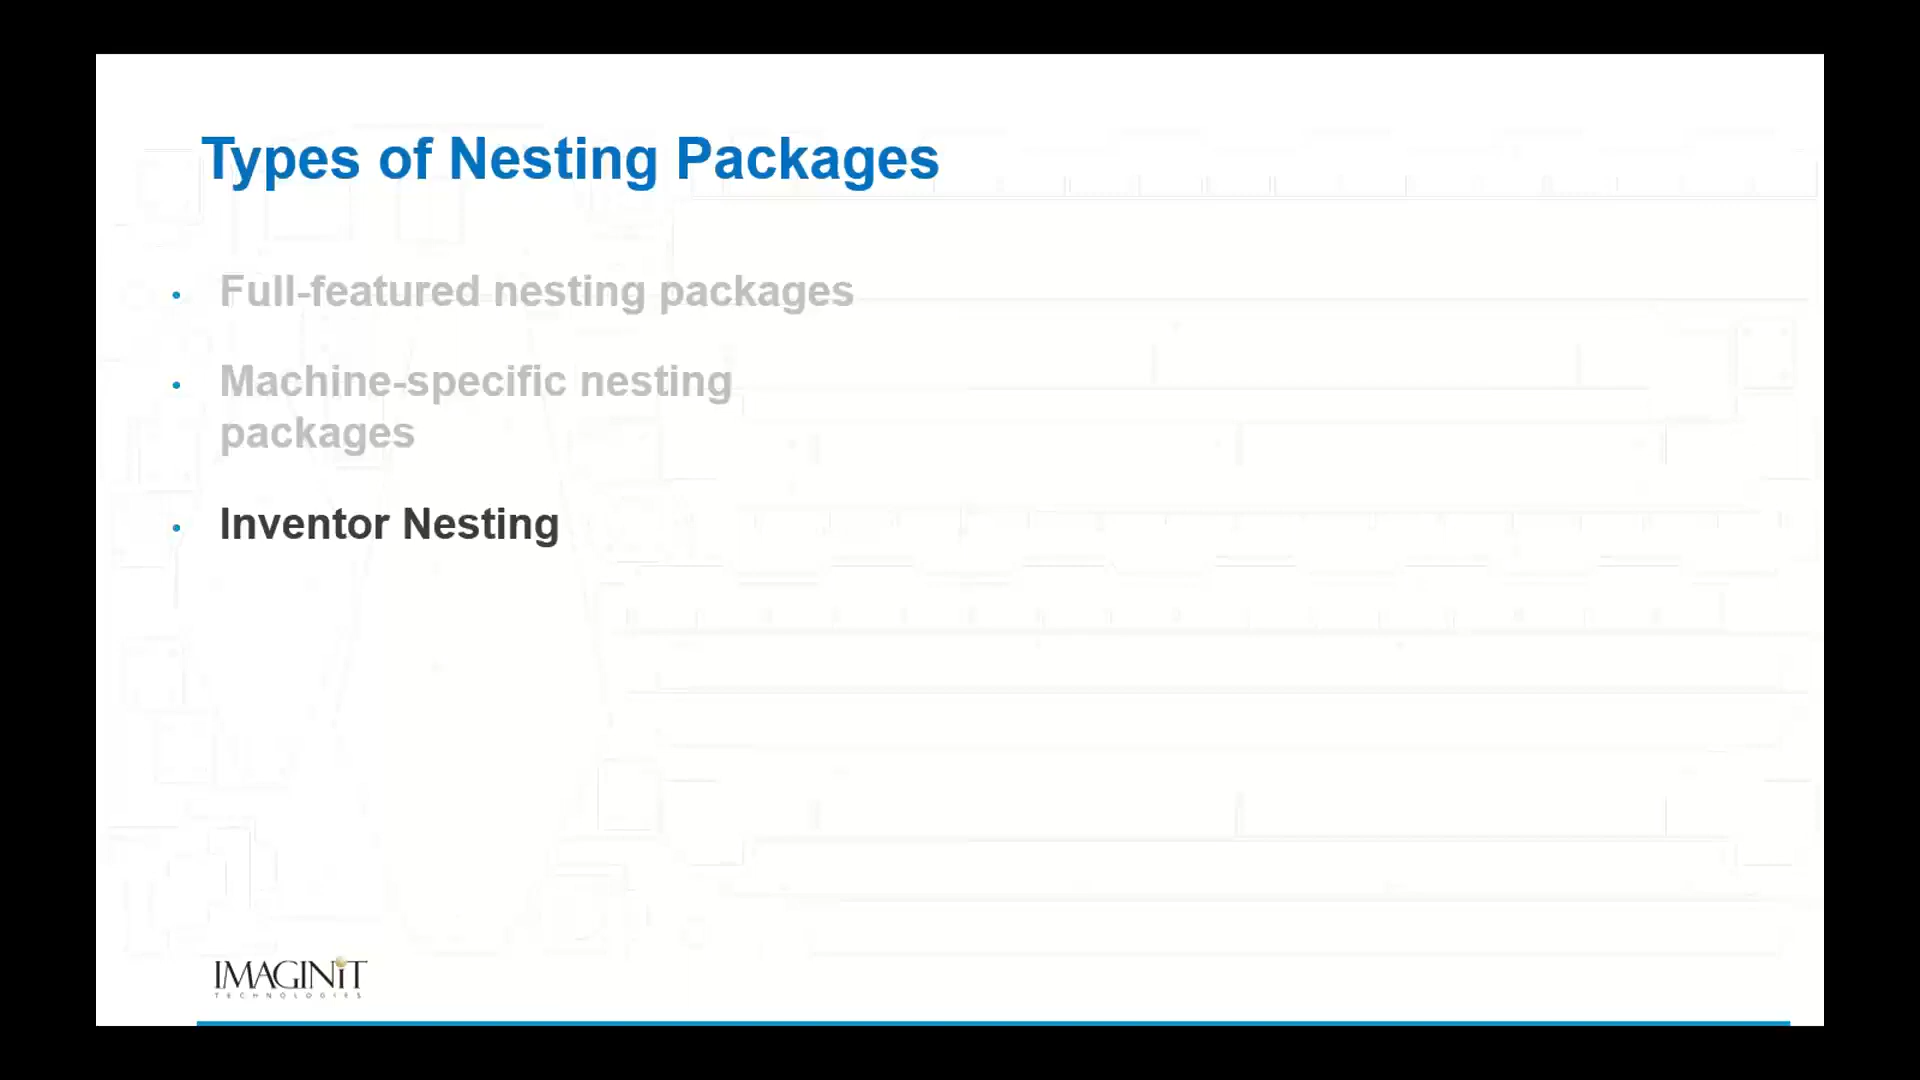 Types of Nesting Packages
• Full-featured nesting packages
• Machine-specific nesting
packages
• Inventor Nesting
IMAGINiT
TECHNOLOGIES